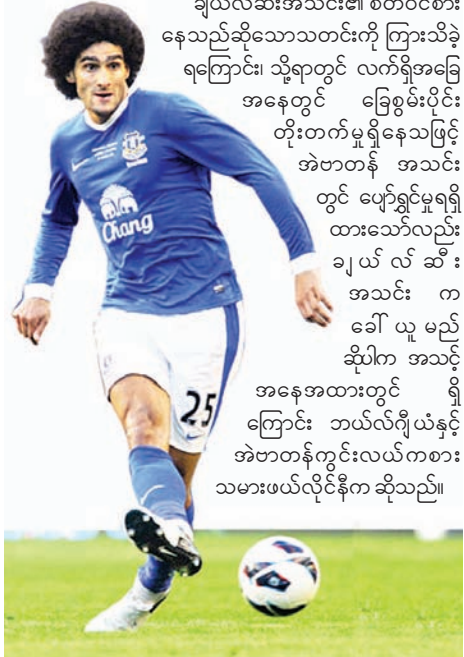 ချယ်လ်ဆီးအသင်း၏ စိတ်ဝင်စား
နေသည်ဆိုသောသတင်းကို ကြားသိခဲ့
ရကြောင်း၊ သို့ရာတွင် လက်ရှိအခြေ
အနေတွင် ခြေစွမ်းပိုင်း
တိုးတက်မှုရှိနေသဖြင့်
အဲဗာတန် အသင်း
တွင် ပျော်ရွှင်မှုရရှိ
ထားသော်လည်း
ချယ်လ်ဆီး
အသင်း က
ခေါ်ယူမည်
ဆိုပါက အသင့်
အနေအထားတွင် ရှိ
ကြောင်း ဘယ်လ်ဂျီယံနှင့်
အဲဗာတန်ကွင်းလယ်ကစား
သမားဖယ်လိုင်နီက ဆိုသည်။
Chang
25